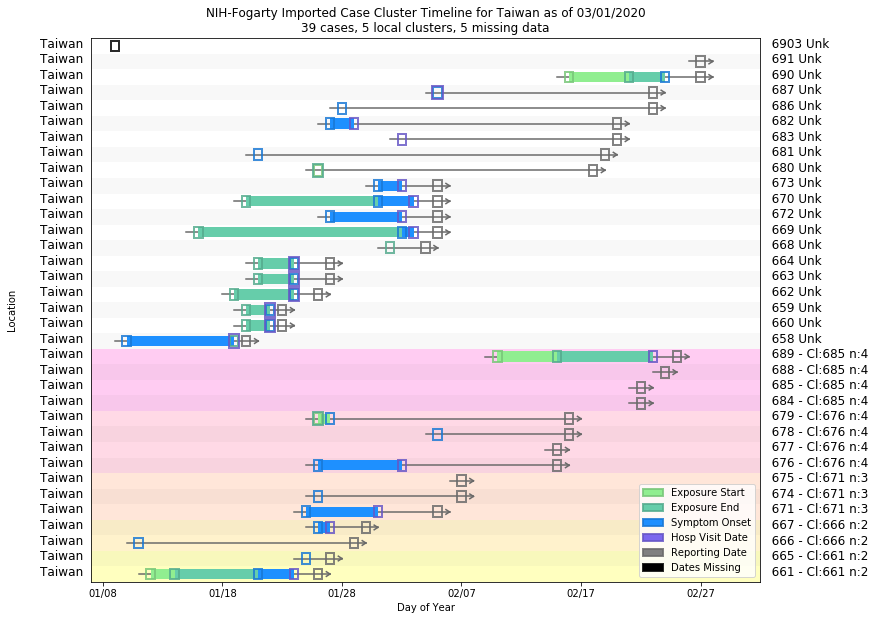 NIH-Fogarty Imported Case Cluster Timeline for Taiwan as of 03/01/2020
39 cases, 5 local clusters, 5 missing data
Taiwan 6903 Unk
Taiwan 691 Unk
Taiwan 690 Unk
Taiwan 687 Unk
Taiwan 686 Unk
Taiwan 682 Unk
Taiwan 683 Unk
Taiwan 681 Unk
Taiwan 680 Unk
Taiwan 673 Unk
Taiwan 670 Unk
Taiwan 672 Unk
Taiwan 669 Unk
Taiwan 668 Unk
Taiwan 664 Unk
Taiwan 663 Unk
Taiwan 662 Unk
Taiwan 659 Unk
Taiwan 660 Unk
Taiwan 658 Unk
Taiwan 689 - Cl:685 n:4
Taiwan 688 - Cl:685 n:4
Taiwan 685 - Cl:685 n:4
Taiwan 684 - Cl:685 n:4
Taiwan 679 - Cl:676 n:4
Taiwan 678 - Cl:676 n:4
Taiwan 677 - Cl:676 n:4
Taiwan 676 - Cl:676 n:4
Taiwan 675 - Cl:671 n:3
Taiwan 674 - Cl:671 n:3
Taiwan 671 - Cl:671 n:3
Taiwan 667 - Cl:666 n:2
Taiwan 666 - Cl:666 n:2
Taiwan 665 - Cl:661 n:2
Taiwan 661 - Cl:661 n:2
Location
Exposure Start
Exposure End
Symptom Onset
Hosp Visit Date
Reporting Date
Dates Missing
01/08 01/18 01/28 02/07 02/17 02/27
Day of Year